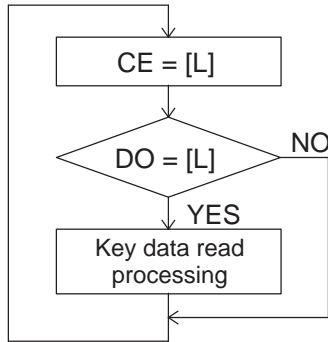 CE = [L]
DO = [L]
NO
YES
Key data read
processing